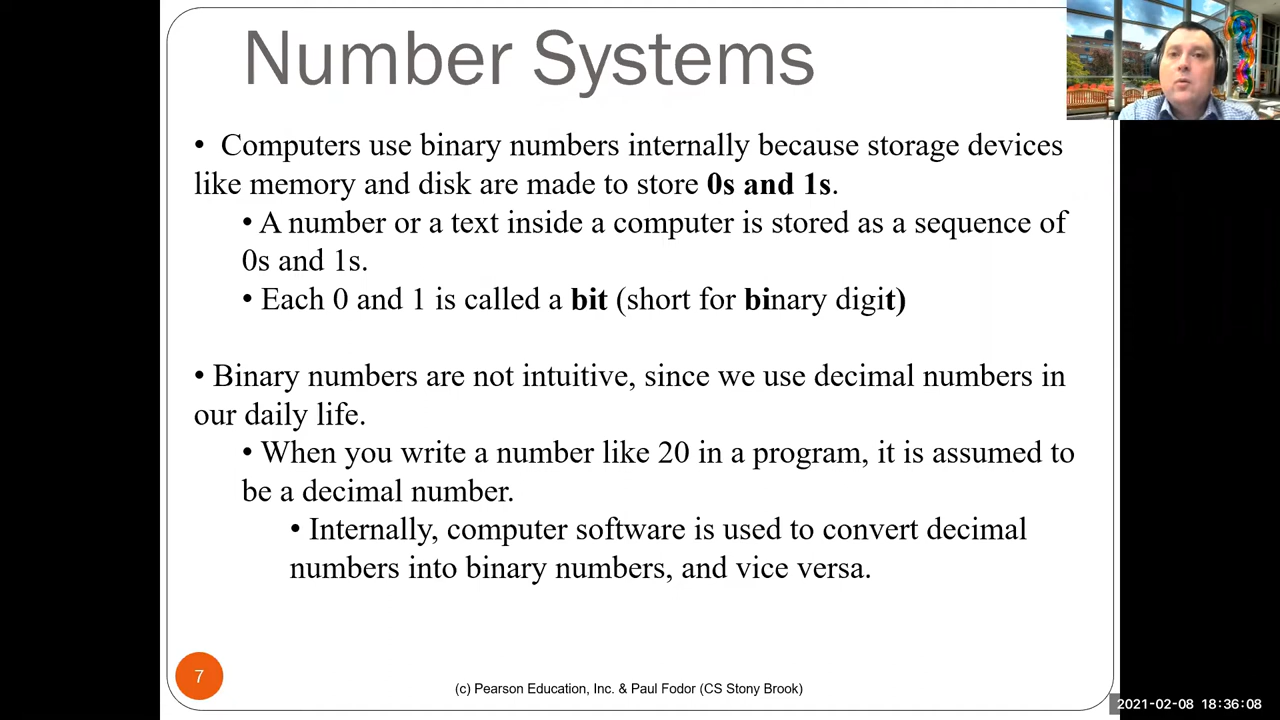 Number Systems
• Computers use binary numbers internally because storage devices
like memory and disk are made to store 0s and 1s.
• A number or a text inside a computer is stored as a sequence of
0s and 1s.
• Each 0 and 1 is called a bit (short for binary digit)
• Binary numbers are not intuitive, since we use decimal numbers in
our daily life.
• When you write a number like 20 in a program, it is assumed to
be a decimal number.
• Internally, computer software is used to convert decimal
numbers into binary numbers, and vice versa.
7
(c) Pearson Education, Inc. & Paul Fodor (CS Stony Brook)
2021-02-08 18:36:08